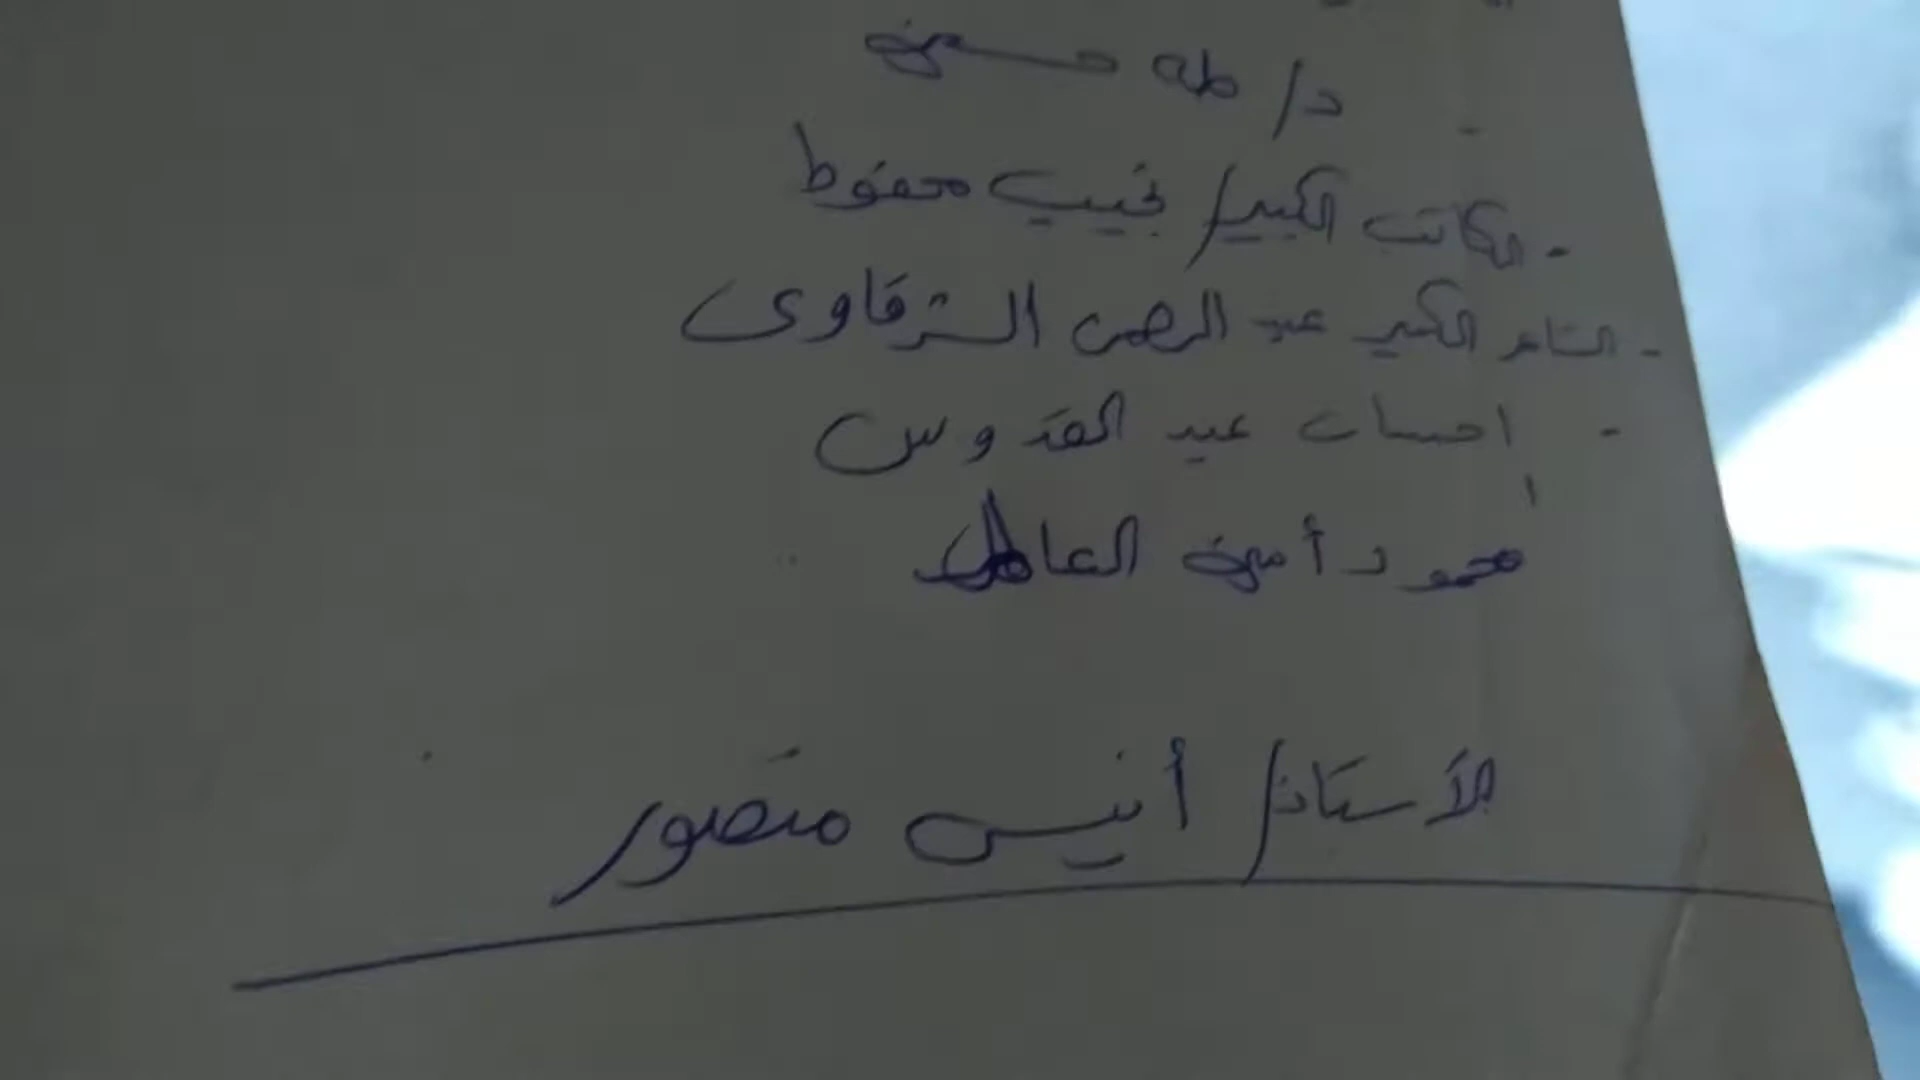 د/ طه حسين
- الكاتب الكبير/ نجيب محفوظ
- الشاعر الكبير عبد الرحمن الشرقاوى
- احسان عبد القدوس
محمود أمين العالم
الأستاذ/ أنيس منصور